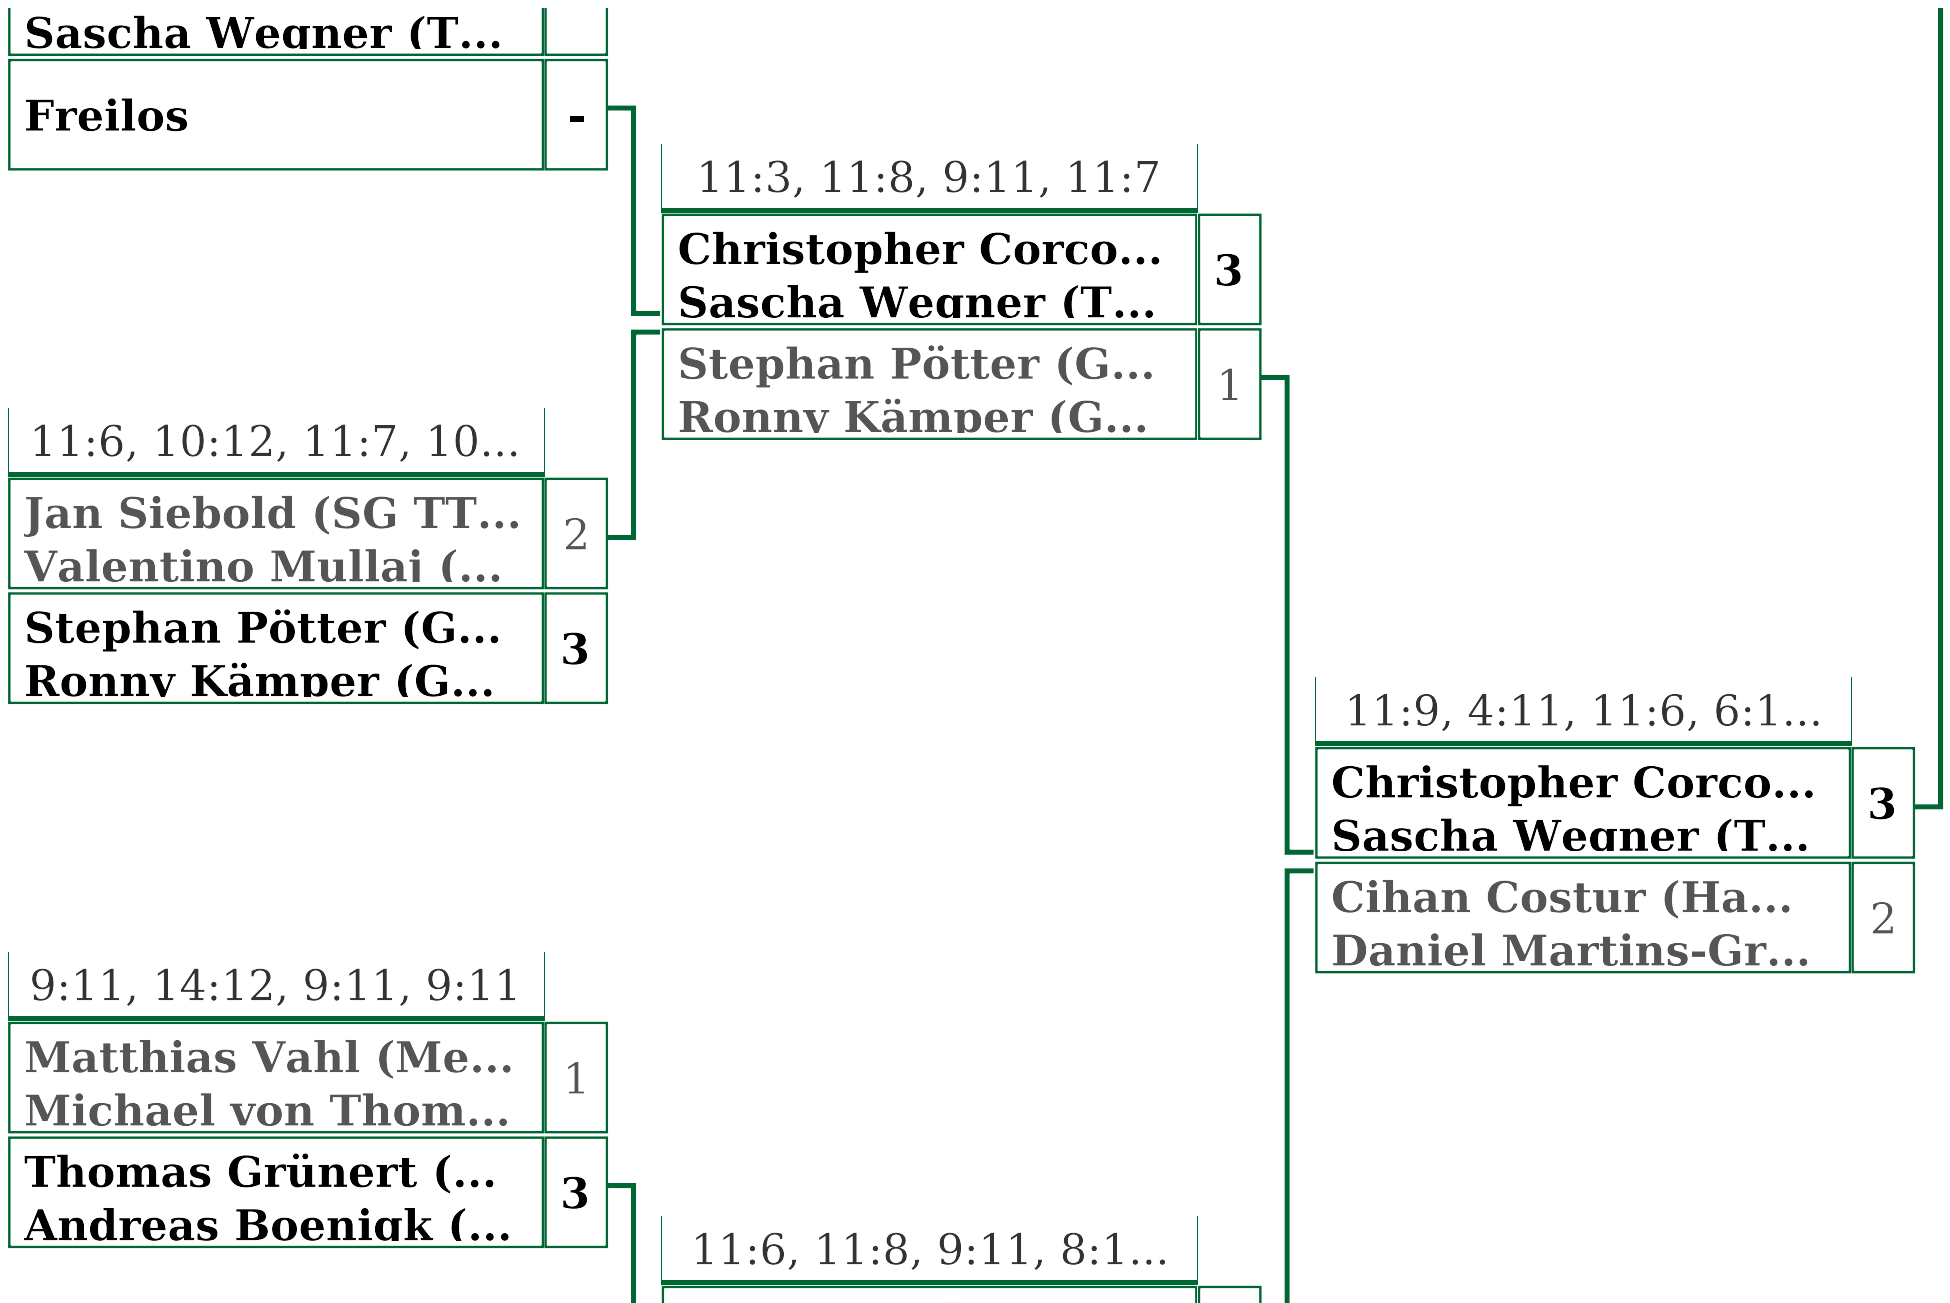 Sascha Wegner (T...
Freilos
-
11:3, 11:8, 9:11, 11:7
Christopher Corco...
Sascha Wegner (T...
3
Stephan Pötter (G...
Ronny Kämper (G...
1
11:6, 10:12, 11:7, 10...
Jan Siebold (SG TT...
Valentino Mullaj (...
2
Stephan Pötter (G...
Ronny Kämper (G...
3
11:9, 4:11, 11:6, 6:1...
Christopher Corco...
Sascha Wegner (T...
3
Cihan Costur (Ha...
Daniel Martins-Gr...
2
9:11, 14:12, 9:11, 9:11
Matthias Vahl (Me...
Michael von Thom...
1
Thomas Grünert (...
Andreas Boenigk (...
3
11:6, 11:8, 9:11, 8:1...